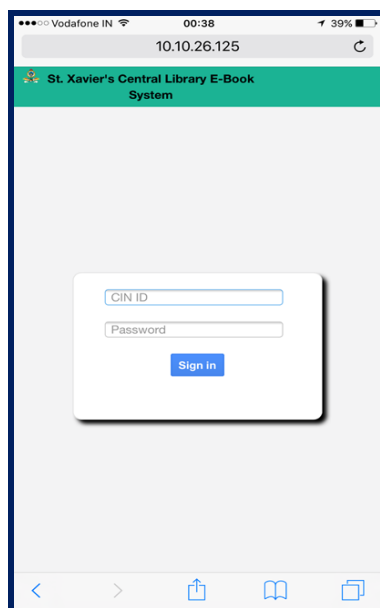 Vodafone IN 00:38 39%
10.10.26.125
St. Xavier's Central Library E-Book
System
CIN ID
Password
Sign in